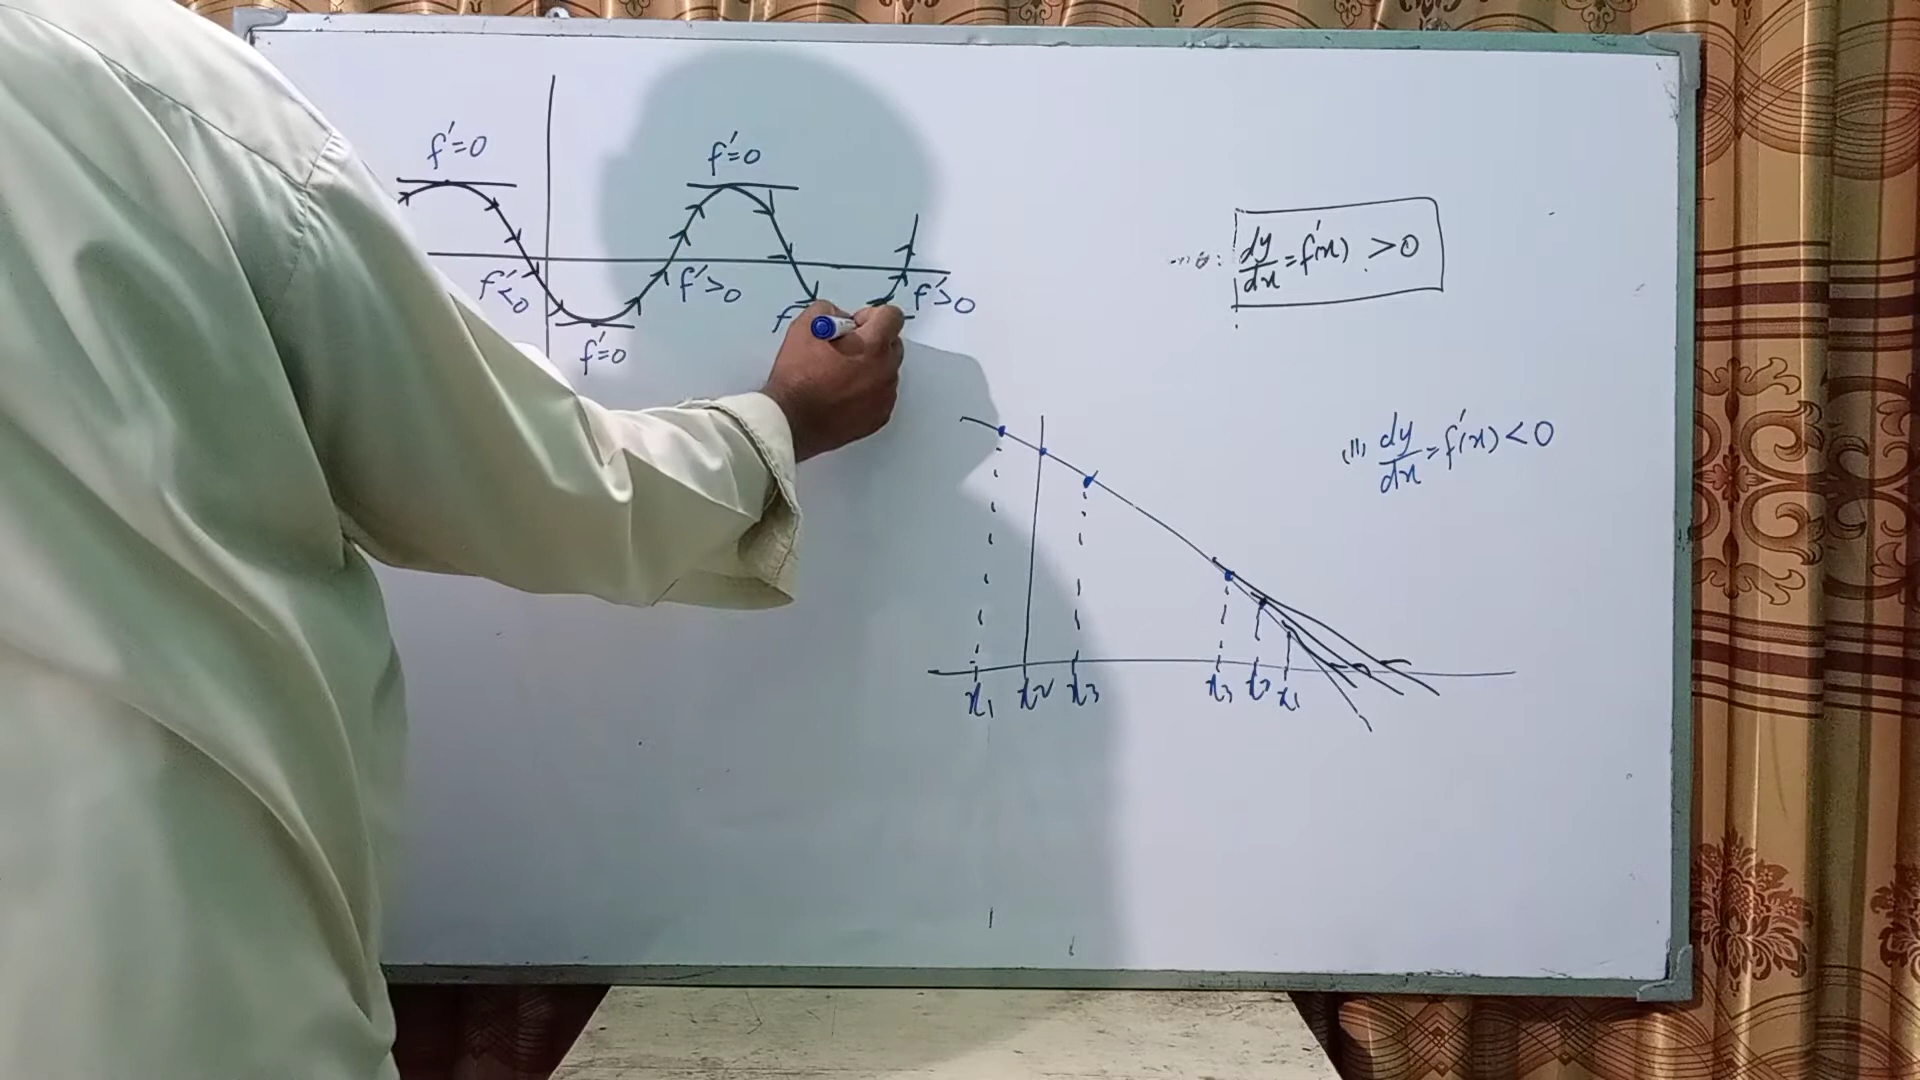 f'=0
f'=0
f'<0
f'>0
f'>0
f'=0
dy/dx = f'(x) > 0
(II) dy/dx = f'(x) < 0
x₁ x₂ x₃ x₃ x₂ x₁